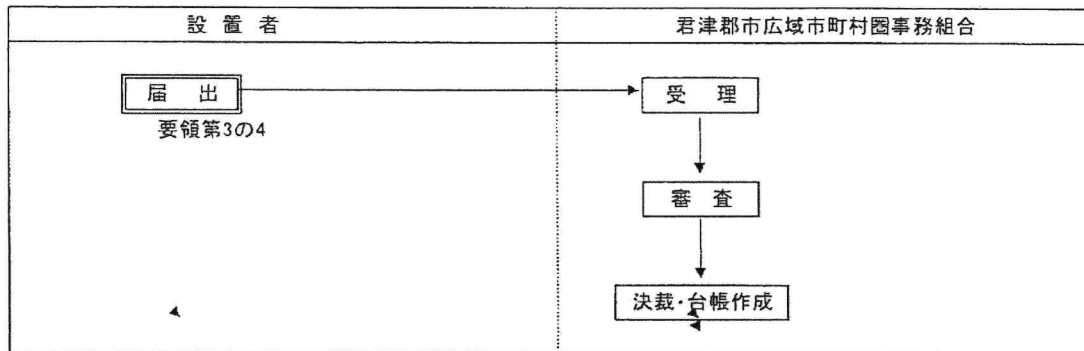 設 置 者
君津郡市広域市町村圏事務組合
届 出
受 理
要領第3の4
審 査
決裁・台帳作成